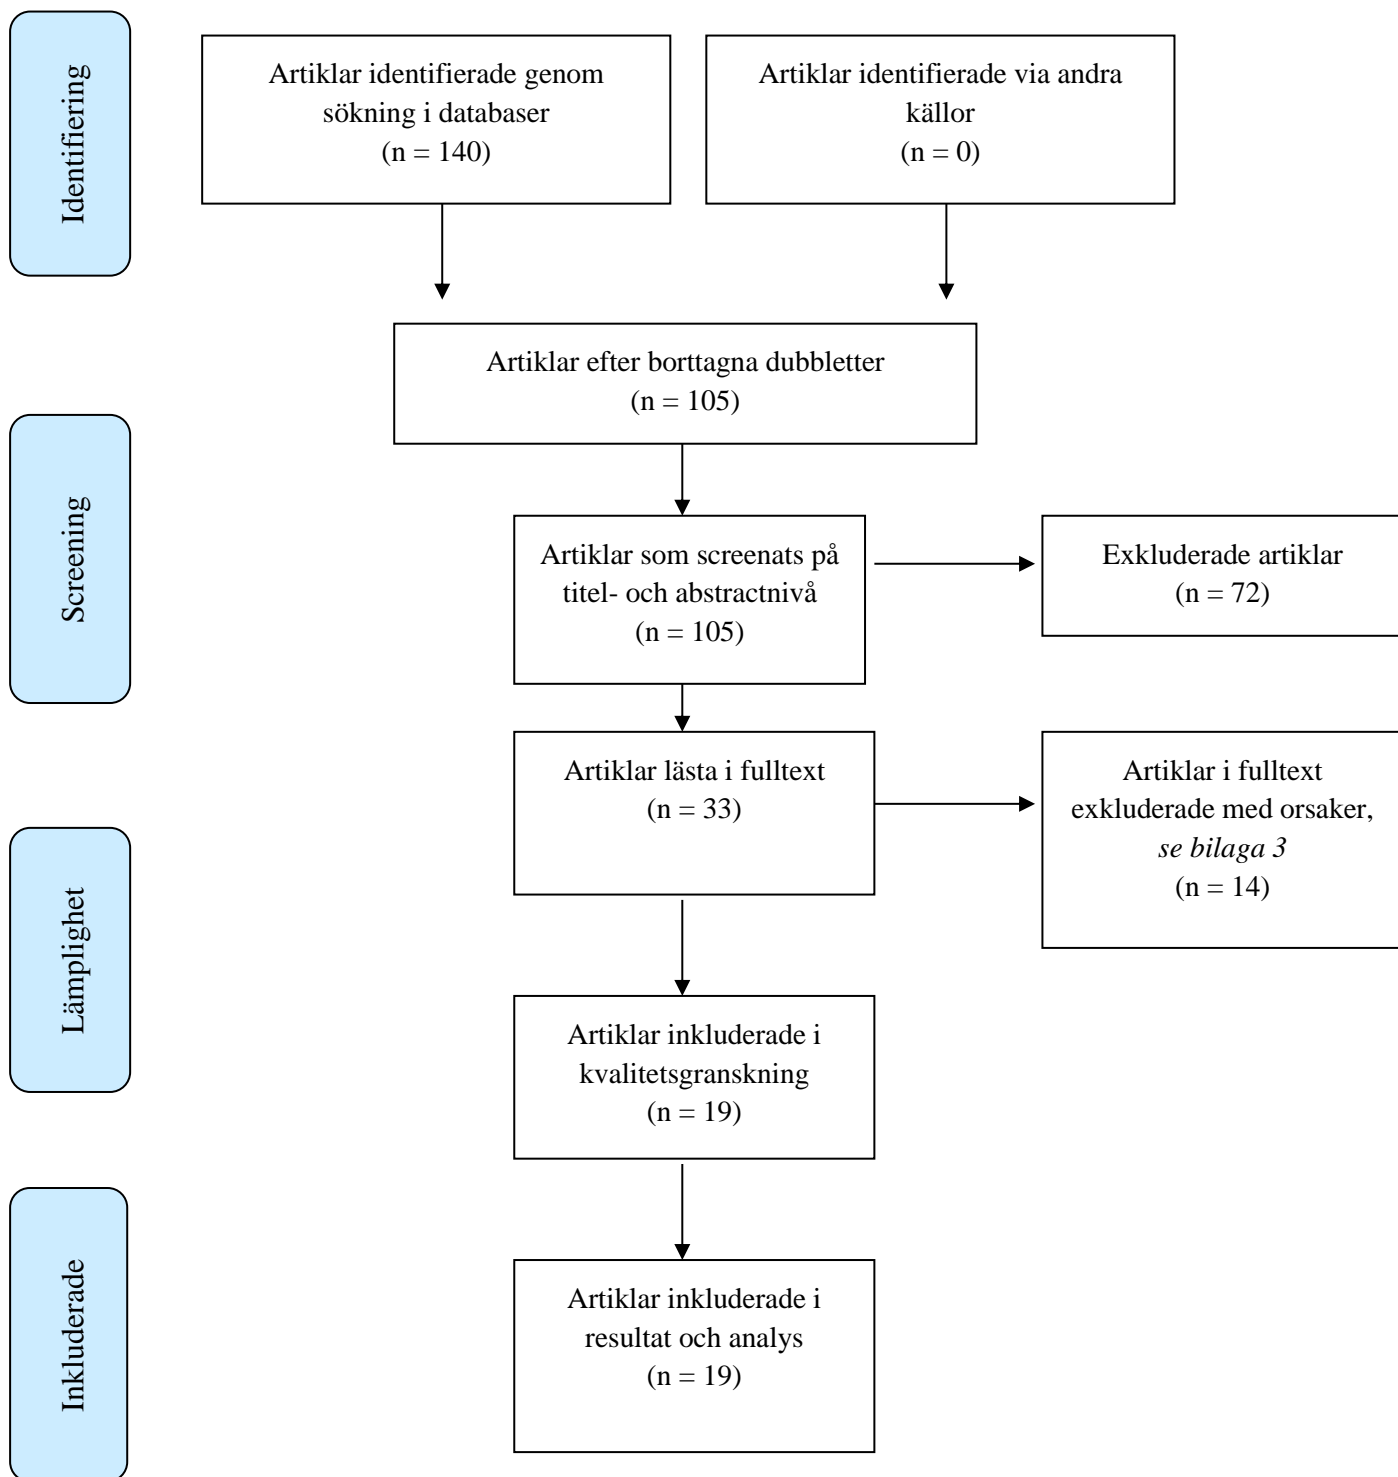 Identifiering
Artiklar identifierade genom
sökning i databaser
(n = 140)
Artiklar identifierade via andra
källor
(n = 0)
Artiklar efter borttagna dubbletter
(n = 105)
Screening
Artiklar som screenats på
titel- och abstractnivå
(n = 105)
Exkluderade artiklar
(n = 72)
Artiklar lästa i fulltext
(n = 33)
Artiklar i fulltext
exkluderade med orsaker,
se bilaga 3
(n = 14)
Lämplighet
Artiklar inkluderade i
kvalitetsgranskning
(n = 19)
Inkluderade
Artiklar inkluderade i
resultat och analys
(n = 19)